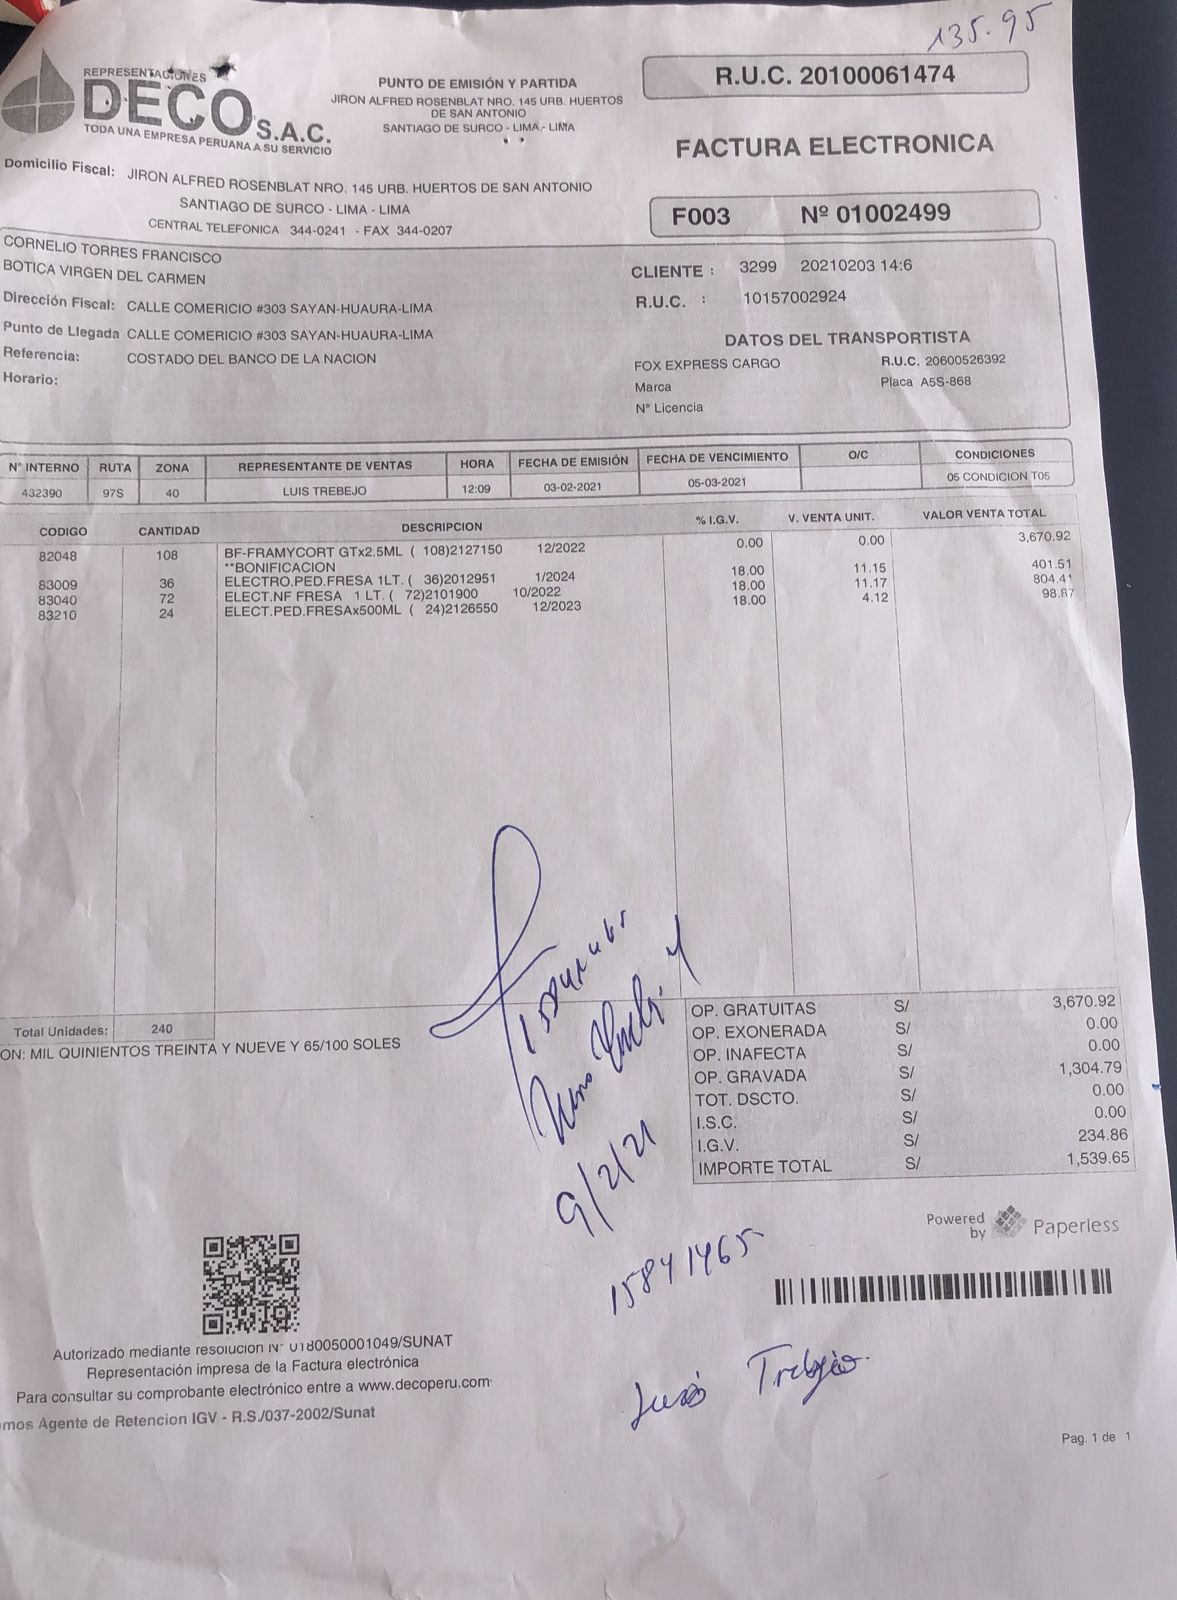 135.95
REPRESENTACIONES
DECO S.A.C.
TODA UNA EMPRESA PERUANA A SU SERVICIO
PUNTO DE EMISIÓN Y PARTIDA
JIRON ALFRED ROSENBLAT NRO. 145 URB. HUERTOS
DE SAN ANTONIO
SANTIAGO DE SURCO - LIMA - LIMA
R.U.C. 20100061474
FACTURA ELECTRONICA
F003 Nº 01002499
Domicilio Fiscal: JIRON ALFRED ROSENBLAT NRO. 145 URB. HUERTOS DE SAN ANTONIO
SANTIAGO DE SURCO - LIMA - LIMA
CENTRAL TELEFONICA 344-0241 - FAX 344-0207
CORNELIO TORRES FRANCISCO
BOTICA VIRGEN DEL CARMEN
Dirección Fiscal: CALLE COMERICIO #303 SAYAN-HUAURA-LIMA
Punto de Llegada CALLE COMERICIO #303 SAYAN-HUAURA-LIMA
Referencia: COSTADO DEL BANCO DE LA NACION
Horario:
CLIENTE : 3299 20210203 14:6
R.U.C. : 10157002924
DATOS DEL TRANSPORTISTA
FOX EXPRESS CARGO R.U.C. 20600526392
Marca Placa A5S-868
N° Licencia
N° INTERNO RUTA ZONA REPRESENTANTE DE VENTAS HORA FECHA DE EMISIÓN FECHA DE VENCIMIENTO O/C CONDICIONES
432390 97S 40 LUIS TREBEJO 12:09 03-02-2021 05-03-2021 05 CONDICION T05
CODIGO CANTIDAD DESCRIPCION % I.G.V. V. VENTA UNIT. VALOR VENTA TOTAL
82048 108 BF-FRAMYCORT GTx2.5ML ( 108)2127150 12/2022 0.00 0.00 3,670.92
**BONIFICACION
83009 36 ELECTRO.PED.FRESA 1LT. ( 36)2012951 1/2024 18.00 11.15 401.51
83040 72 ELECT.NF FRESA 1 LT. ( 72)2101900 10/2022 18.00 11.17 804.41
83210 24 ELECT.PED.FRESAx500ML ( 24)2126550 12/2023 18.00 4.12 98.87
Total Unidades: 240
ON: MIL QUINIENTOS TREINTA Y NUEVE Y 65/100 SOLES
OP. GRATUITAS S/ 3,670.92
OP. EXONERADA S/ 0.00
OP. INAFECTA S/ 0.00
OP. GRAVADA S/ 1,304.79
TOT. DSCTO. S/ 0.00
I.S.C. S/ 0.00
I.G.V. S/ 234.86
IMPORTE TOTAL S/ 1,539.65
9/2/21
15841465
Luis Trebejo.
Powered
by Paperless
Autorizado mediante resolucion N° 0180050001049/SUNAT
Representación impresa de la Factura electrónica
Para consultar su comprobante electrónico entre a www.decoperu.com
mos Agente de Retencion IGV - R.S./037-2002/Sunat
Pag. 1 de 1